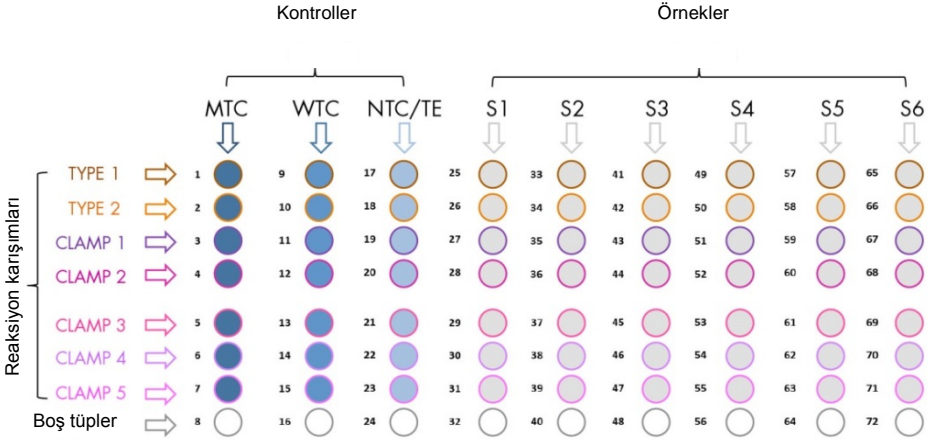 Kontroller Örnekler
MTC WTC NTC/TE S1 S2 S3 S4 S5 S6
Reaksiyon karışımları
TYPE 1 1 9 17 25 33 41 49 57 65
TYPE 2 2 10 18 26 34 42 50 58 66
CLAMP 1 3 11 19 27 35 43 51 59 67
CLAMP 2 4 12 20 28 36 44 52 60 68
CLAMP 3 5 13 21 29 37 45 53 61 69
CLAMP 4 6 14 22 30 38 46 54 62 70
CLAMP 5 7 15 23 31 39 47 55 63 71
Boş tüpler 8 16 24 32 40 48 56 64 72